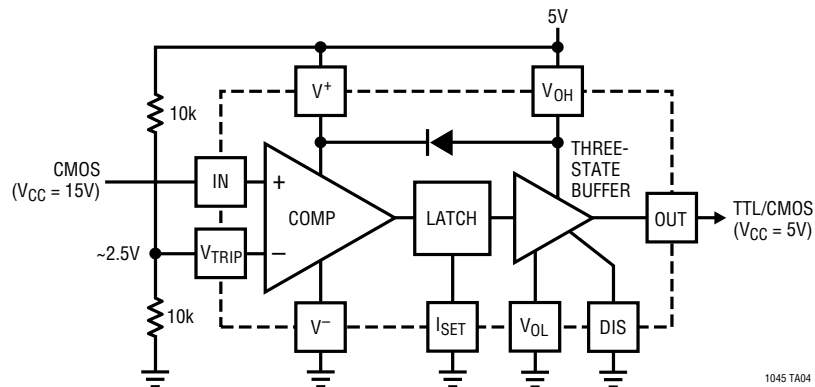 5V
V+
VOH
10k
THREE-
STATE
BUFFER
CMOS
(VCC = 15V)
IN
+
COMP
LATCH
OUT
TTL/CMOS
(VCC = 5V)
~2.5V
VTRIP
−
10k
V−
ISET
VOL
DIS
1045 TA04